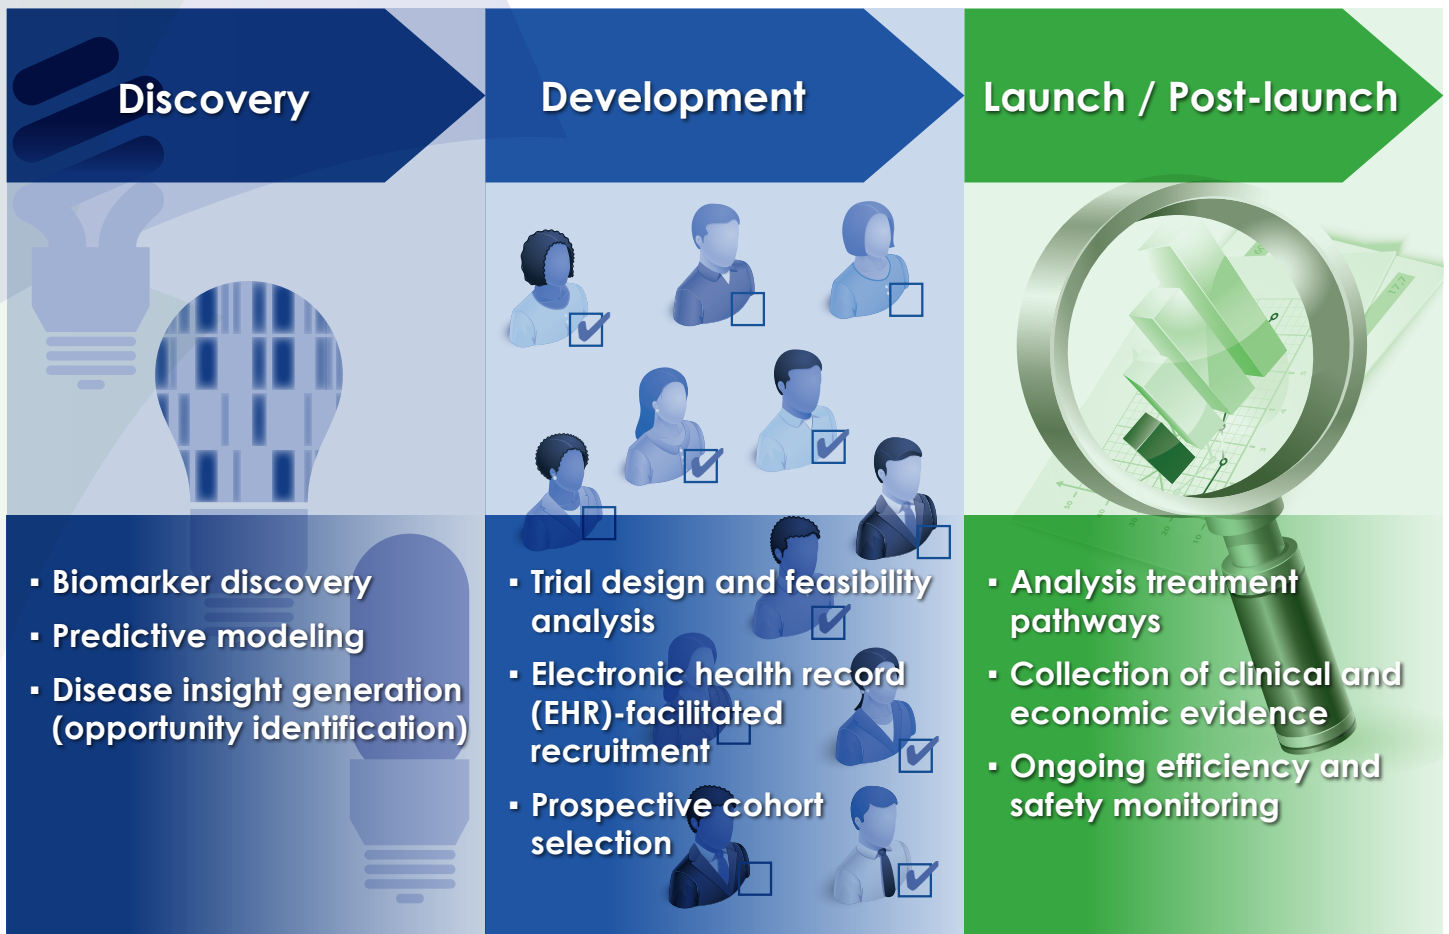 Discovery
Development
Launch / Post-launch
▪ Biomarker discovery
▪ Predictive modeling
▪ Disease insight generation
(opportunity identification)
▪ Trial design and feasibility
analysis
▪ Electronic health record
(EHR)-facilitated
recruitment
▪ Prospective cohort
selection
▪ Analysis treatment
pathways
▪ Collection of clinical and
economic evidence
▪ Ongoing efficiency and
safety monitoring